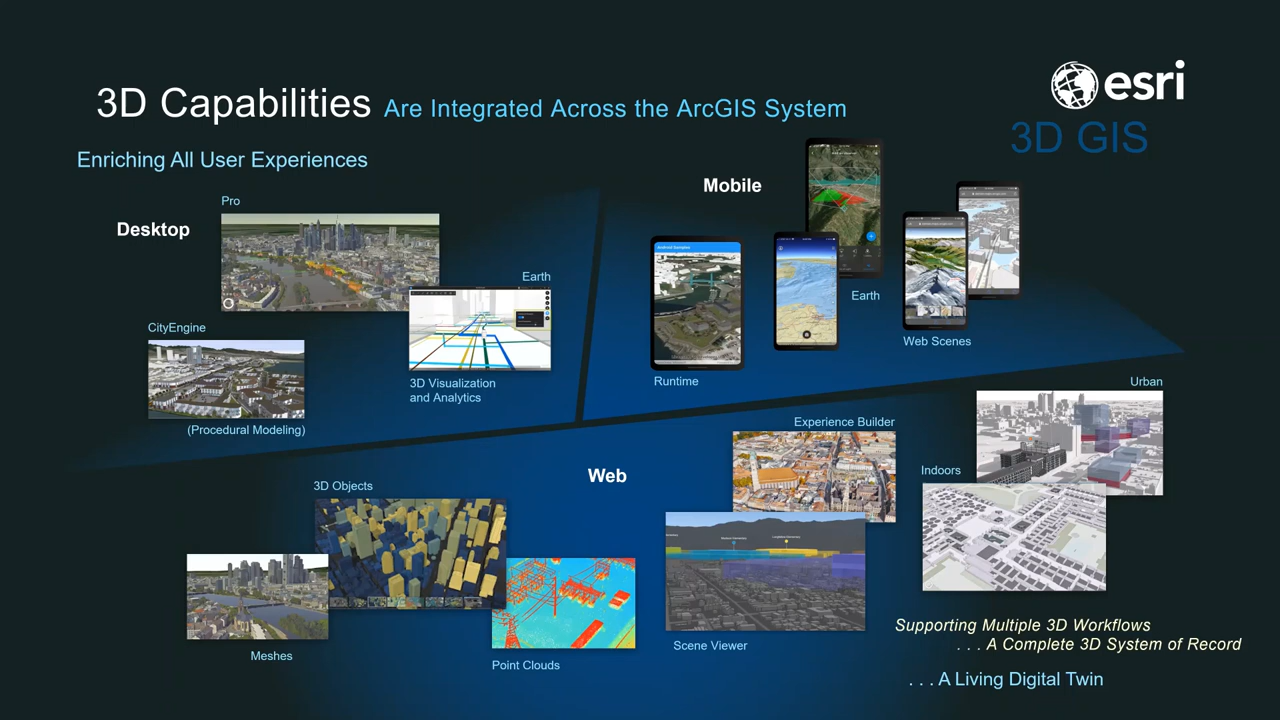 esri
3D Capabilities Are Integrated Across the ArcGIS System
3D GIS
Enriching All User Experiences
Desktop
Pro
Earth
CityEngine
3D Visualization
and Analytics
(Procedural Modeling)
Mobile
Android Samples
Earth
Web Scenes
Runtime
Web
Urban
Experience Builder
Indoors
3D Objects
Meshes
Point Clouds
Scene Viewer
Supporting Multiple 3D Workflows
. . . A Complete 3D System of Record
. . . A Living Digital Twin